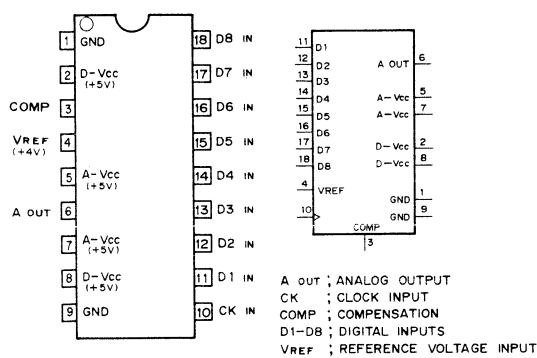 1 GND
2 D-Vcc
(+5V)
COMP 3
VREF 4
(+4V)
5 A-Vcc
(+5V)
A OUT 6
7 A-Vcc
(+5V)
8 D-Vcc
(+5V)
9 GND
18 D8 IN
17 D7 IN
16 D6 IN
15 D5 IN
14 D4 IN
13 D3 IN
12 D2 IN
11 D1 IN
10 CK IN
11 D1
12 D2
13 D3
14 D4
15 D5
16 D6
17 D7
18 D8
4 VREF
10
A OUT 6
A-Vcc 5
A-Vcc 7
D-Vcc 2
D-Vcc 8
GND 1
GND 9
COMP
3
A OUT ; ANALOG OUTPUT
CK ; CLOCK INPUT
COMP ; COMPENSATION
D1-D8 ; DIGITAL INPUTS
VREF ; REFERENCE VOLTAGE INPUT